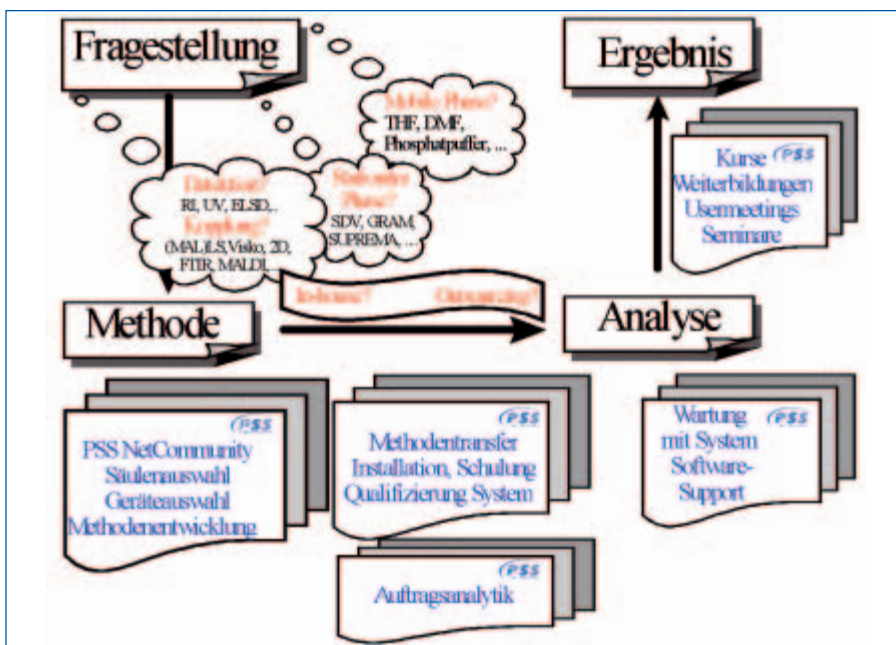 Fragestellung
Ergebnis
Mobile Phase?
THF, DMF,
Phosphatpuffer, ...
Detektion?
RI, UV, ELSD,..
Kopplung?
(MAL)LS,Visko, 2D,
FTIR, MALDI,...
Stationäre
Phase?
SDV, GRAM,
SUPREMA, ....
PSS
Kurse
Weiterbildungen
Usermeetings
Seminare
In-house? Outsourcing?
Methode
Analyse
PSS
PSS NetCommunity
Säulenauswahl
Geräteauswahl
Methodenentwicklung
PSS
Methodentransfer
Installation, Schulung
Qualifizierung System
PSS
Auftragsanalytik
PSS
Wartung
mit System
Software-
Support